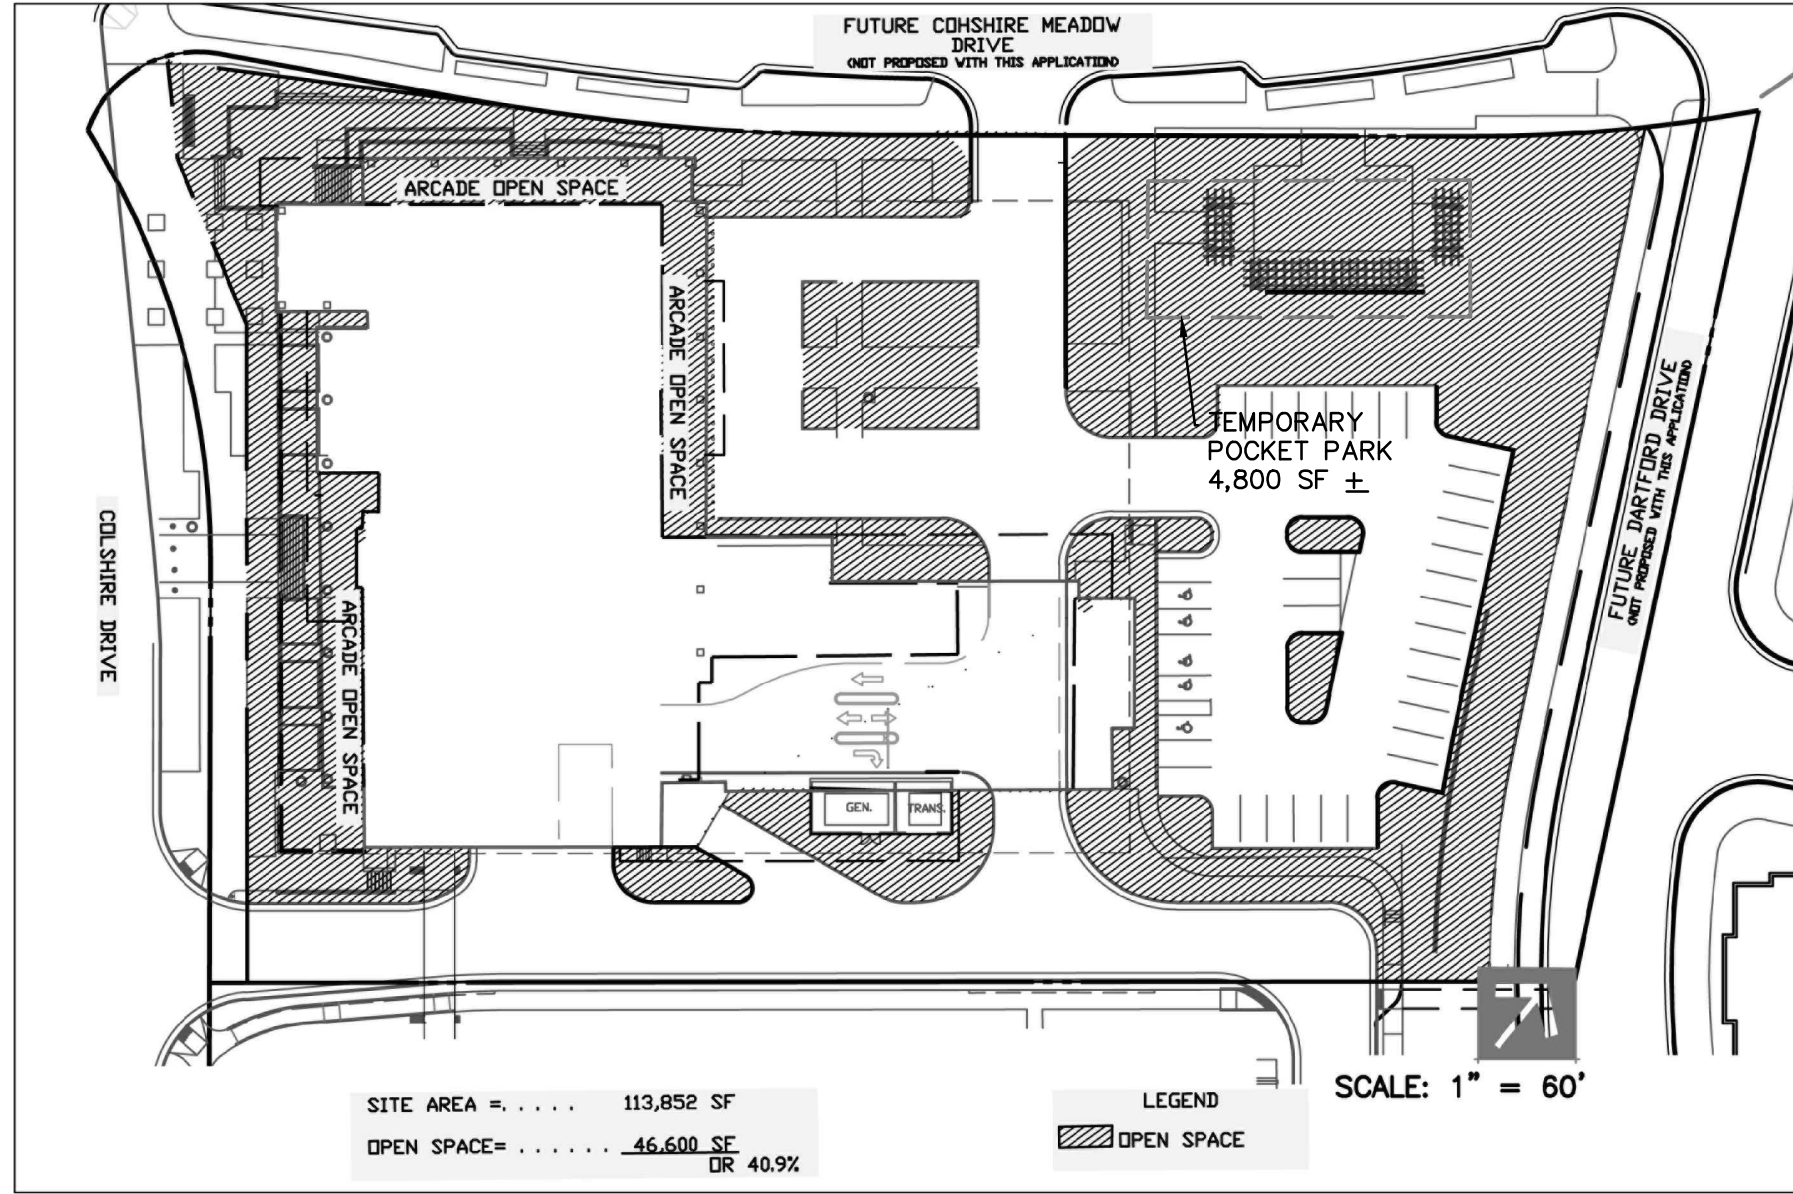 FUTURE COHSHIRE MEADOW
DRIVE
(NOT PROPOSED WITH THIS APPLICATION)
ARCADE OPEN SPACE
ARCADE OPEN SPACE
TEMPORARY
POCKET PARK
4,800 SF ±
FUTURE DARTFORD DRIVE
(NOT PROPOSED WITH THIS APPLICATION)
COLSHIRE DRIVE
ARCADE OPEN SPACE
GEN.
TRANS.
SCALE: 1" = 60'
SITE AREA =. . . . . 113,852 SF
OPEN SPACE= . . . . . . 46,600 SF
OR 40.9%
LEGEND
OPEN SPACE